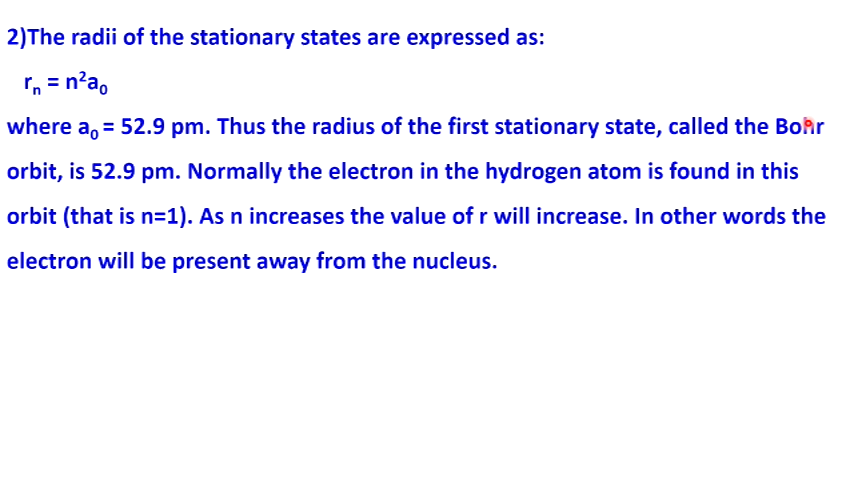 2)The radii of the stationary states are expressed as:
rₙ = n²a₀
where a₀ = 52.9 pm. Thus the radius of the first stationary state, called the Bohr
orbit, is 52.9 pm. Normally the electron in the hydrogen atom is found in this
orbit (that is n=1). As n increases the value of r will increase. In other words the
electron will be present away from the nucleus.